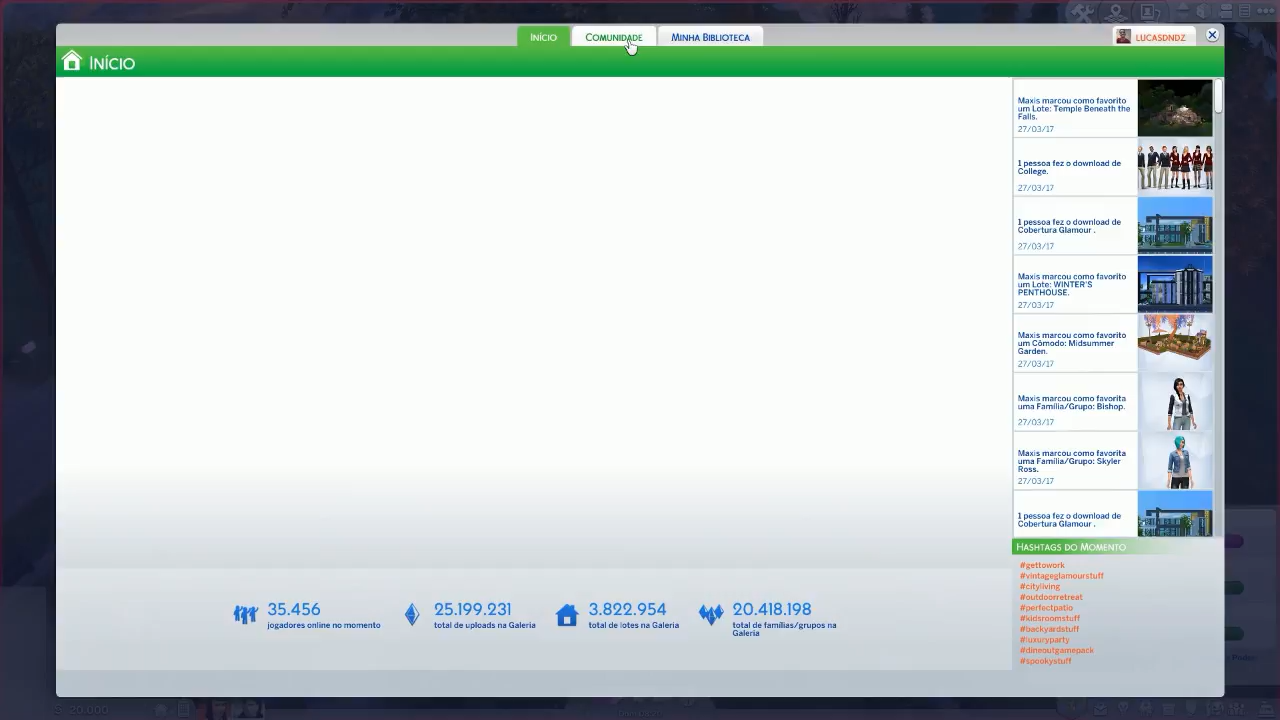 INÍCIO
COMUNIDADE
MINHA BIBLIOTECA
LUCASDNDZ
INÍCIO
Maxis marcou como favorito
um Lote: Temple Beneath the
Falls.
27/03/17
1 pessoa fez o download de
College.
27/03/17
1 pessoa fez o download de
Cobertura Glamour .
27/03/17
Maxis marcou como favorito
um Lote: WINTER'S
PENTHOUSE.
27/03/17
Maxis marcou como favorito
um Cômodo: Midsummer
Garden.
27/03/17
Maxis marcou como favorita
uma Família/Grupo: Bishop.
27/03/17
Maxis marcou como favorita
uma Família/Grupo: Skyler
Ross.
27/03/17
1 pessoa fez o download de
Cobertura Glamour .
HASHTAGS DO MOMENTO
#gettowork
#vintageglamourstuff
#cityliving
#outdoorretreat
#perfectpatio
#kidsroomstuff
#backyardstuff
#luxuryparty
#dineoutgamepack
#spookystuff
35.456
jogadores online no momento
25.199.231
total de uploads na Galeria
3.822.954
total de lotes na Galeria
20.418.198
total de famílias/grupos na
Galeria
20.000